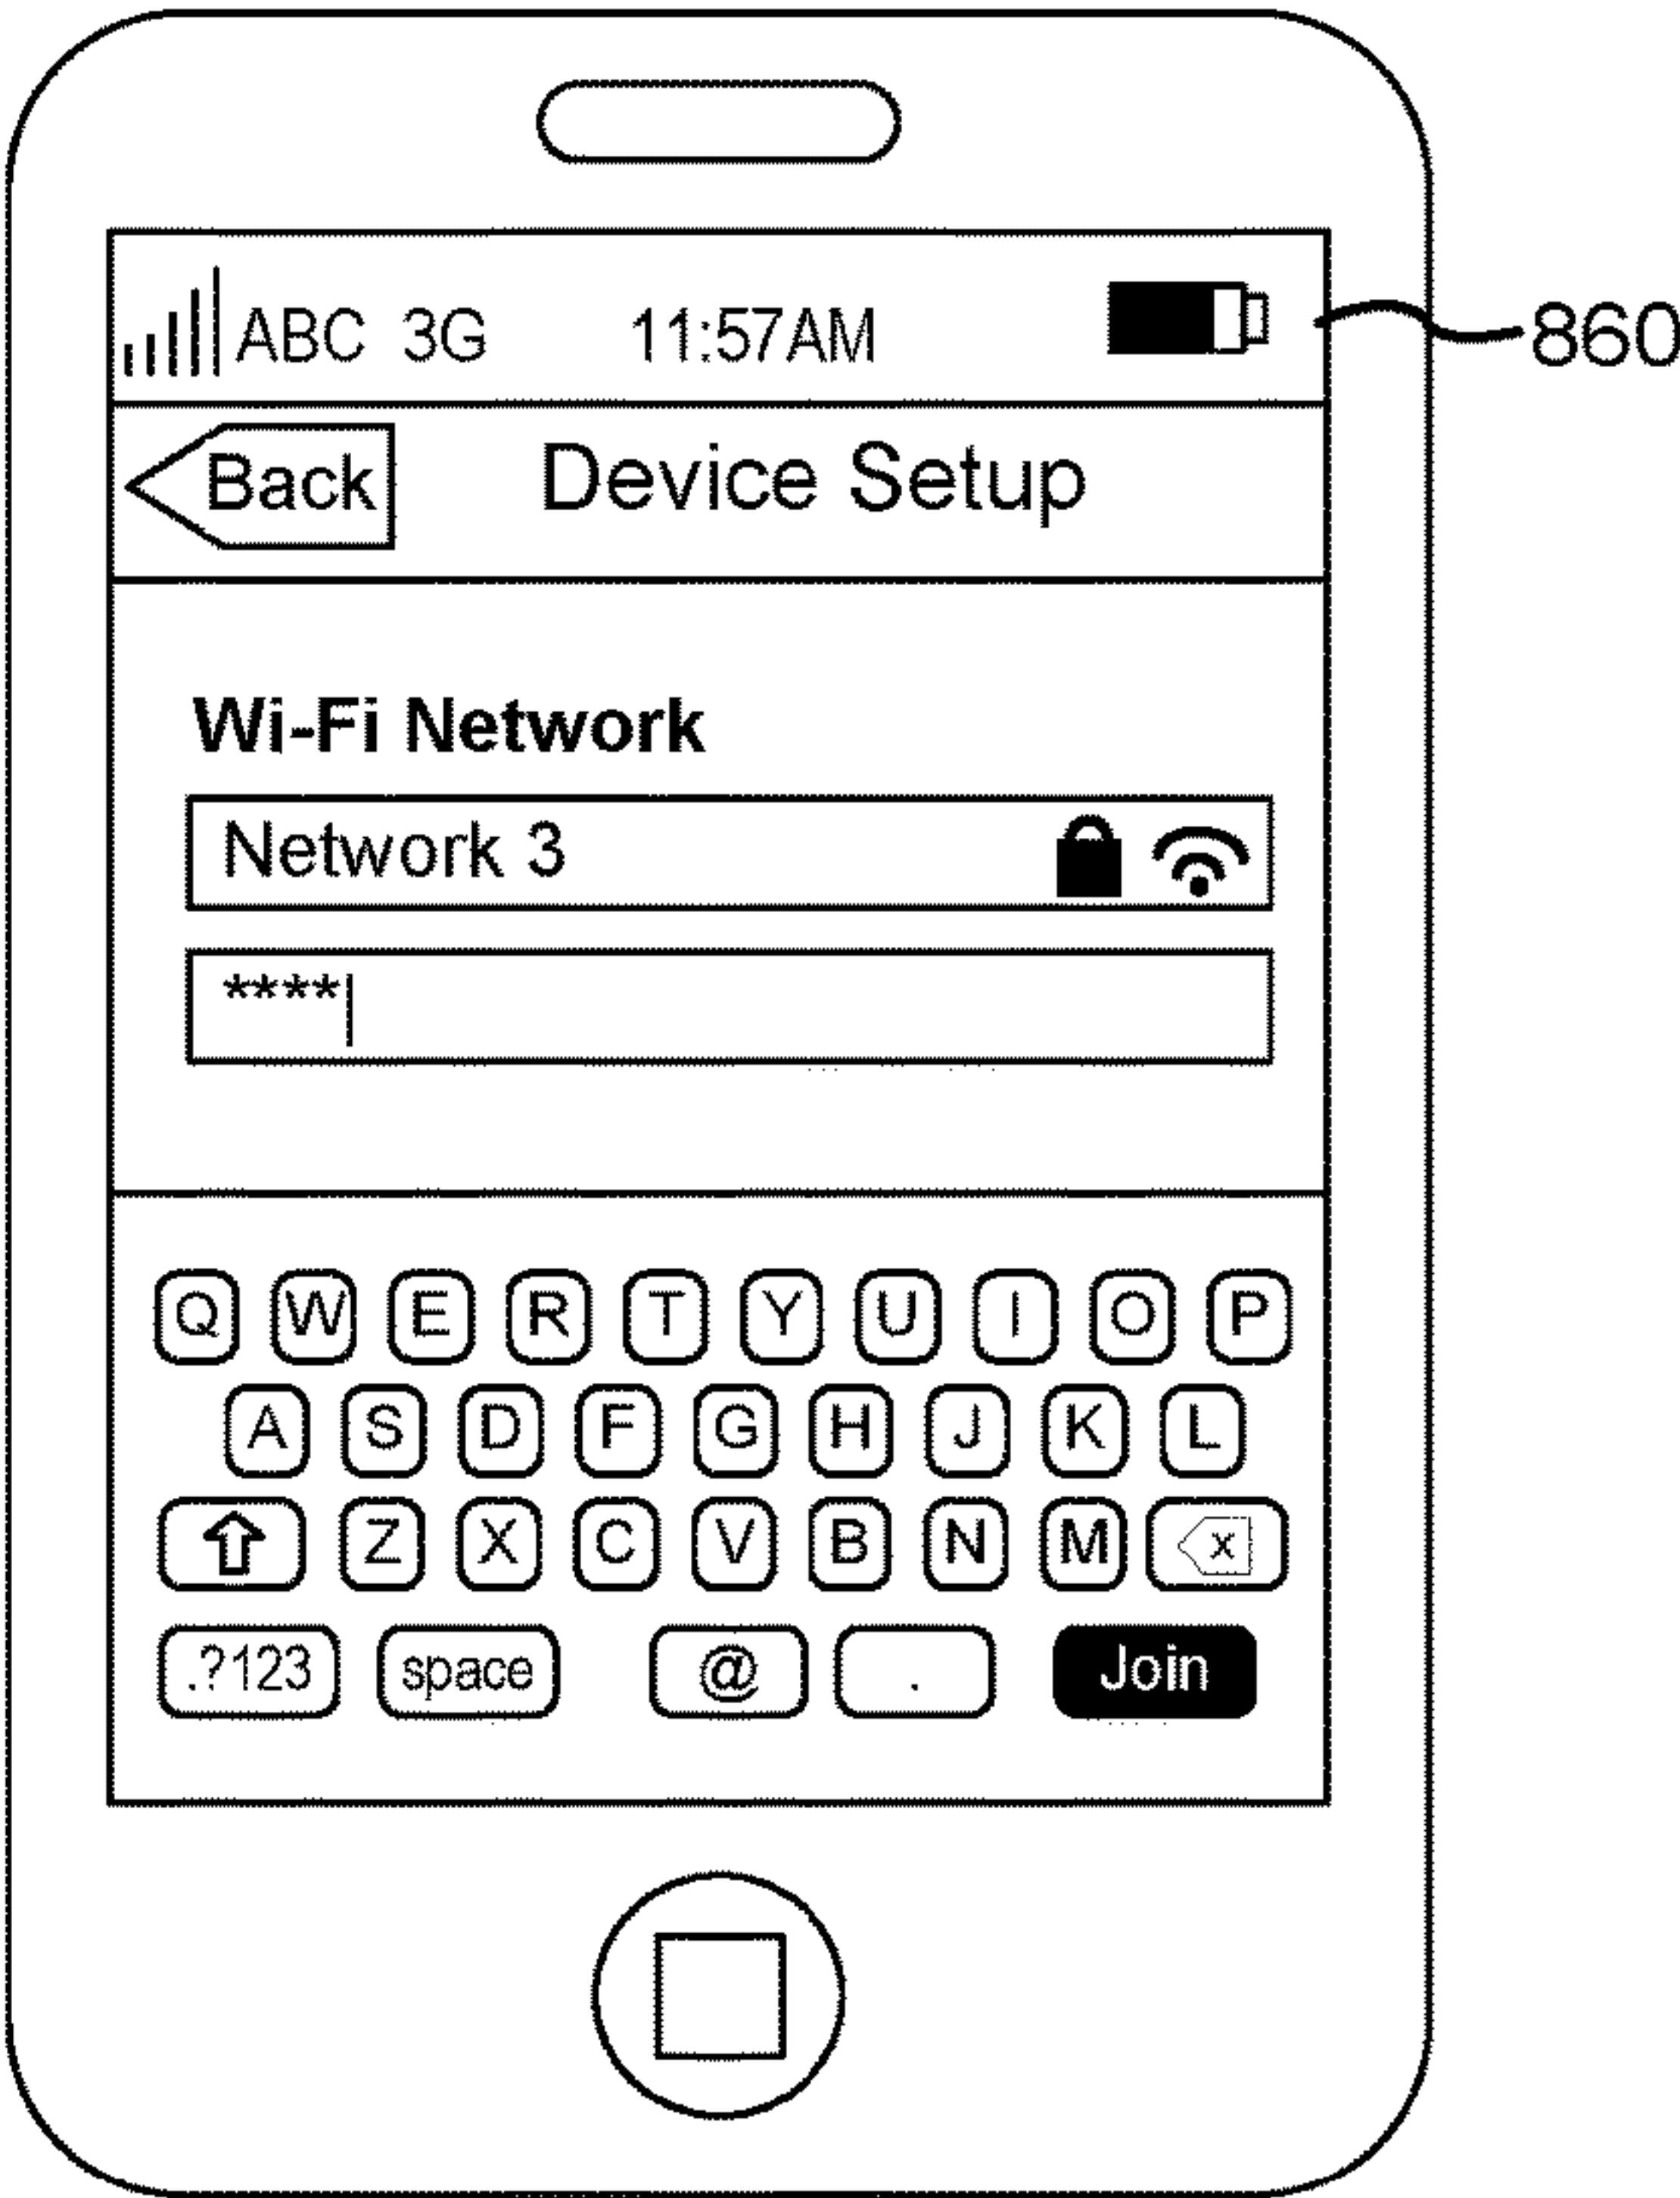 ABC 3G 11:57AM
860
Back Device Setup
Wi-Fi Network
Network 3
****
Q W E R T Y U I O P
A S D F G H J K L
Z X C V B N M x
.?123 space @ . Join